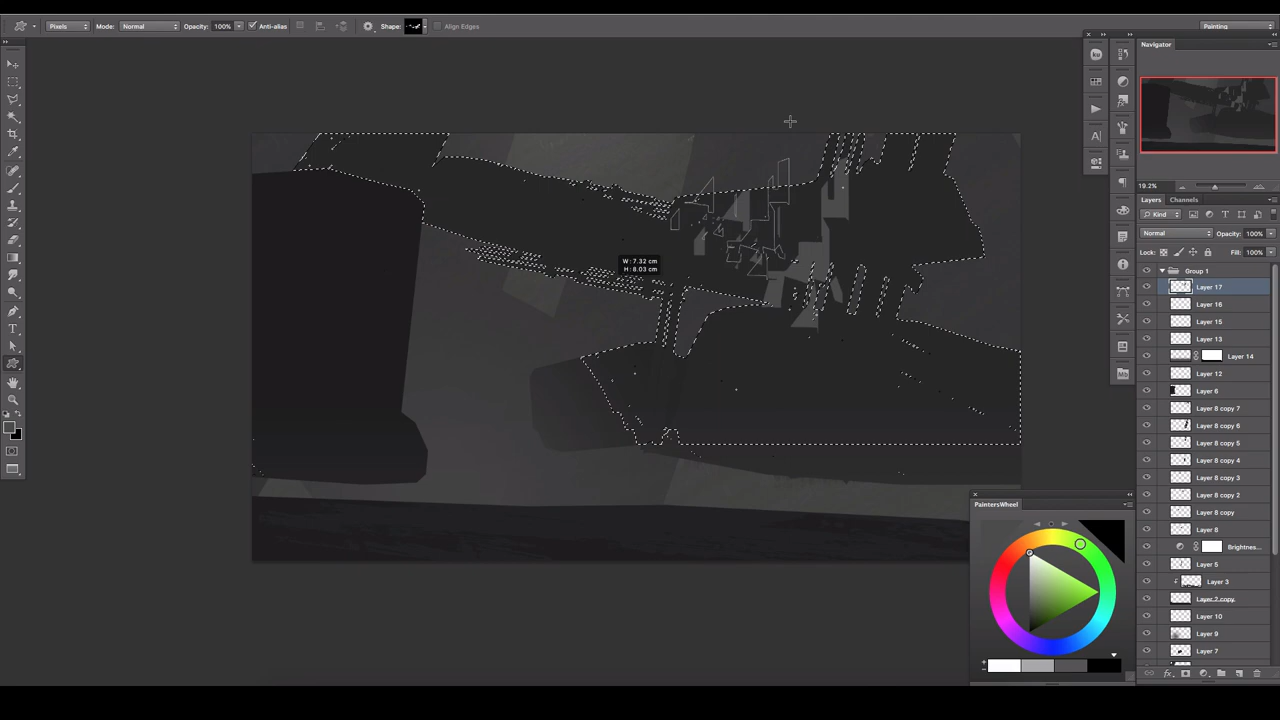 Pixels Mode: Normal Opacity: 100% Anti-alias Shape: Align Edges Painting
Navigator
19.2%
Layers Channels
Kind
Normal Opacity: 100%
Lock: Fill: 100%
Group 1
Layer 17
Layer 16
Layer 15
Layer 13
Layer 14
Layer 12
Layer 6
Layer 8 copy 7
Layer 8 copy 6
Layer 8 copy 5
Layer 8 copy 4
Layer 8 copy 3
Layer 8 copy 2
Layer 8 copy
Layer 8
Brightnes...
Layer 5
Layer 3
Layer 2 copy
Layer 10
Layer 9
Layer 7
W: 7.32 cm
H: 8.03 cm
PaintersWheel
ku
A
Mb
T
fx